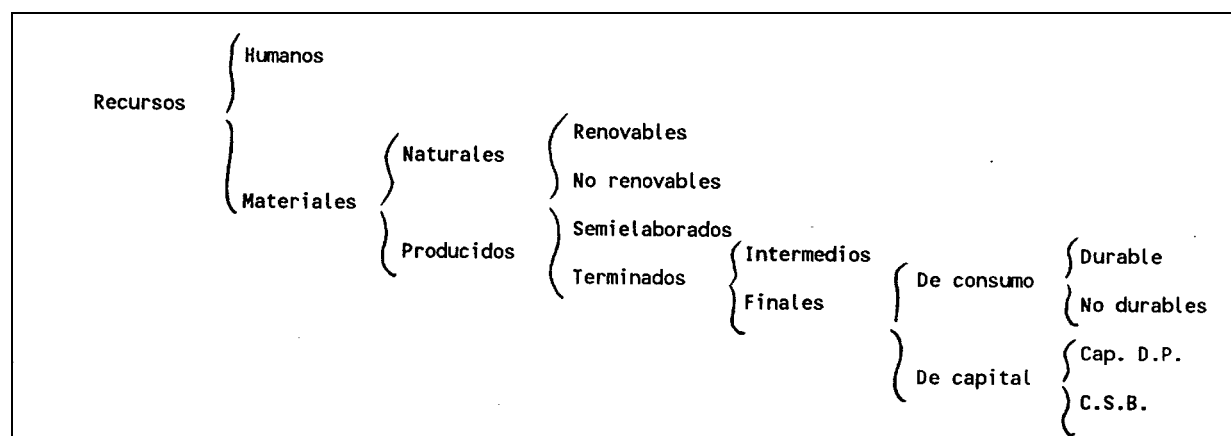 Humanos
Recursos
Materiales
Naturales
Producidos
Renovables
No renovables
Semielaborados
Terminados
Intermedios
Finales
De consumo
De capital
Durable
No durables
Cap. D.P.
C.S.B.